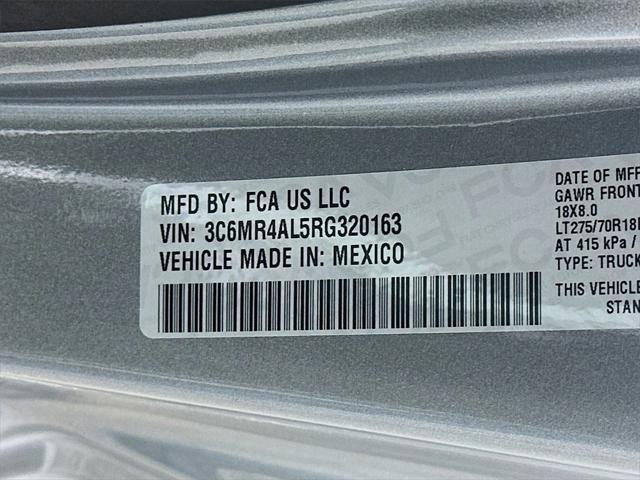 MFD BY: FCA US LLC
VIN: 3C6MR4AL5RG320163
VEHICLE MADE IN: MEXICO
DATE OF MFR
GAWR FRONT
18X8.0
LT275/70R18
AT 415 kPa /
TYPE: TRUCK
THIS VEHICLE
STAN